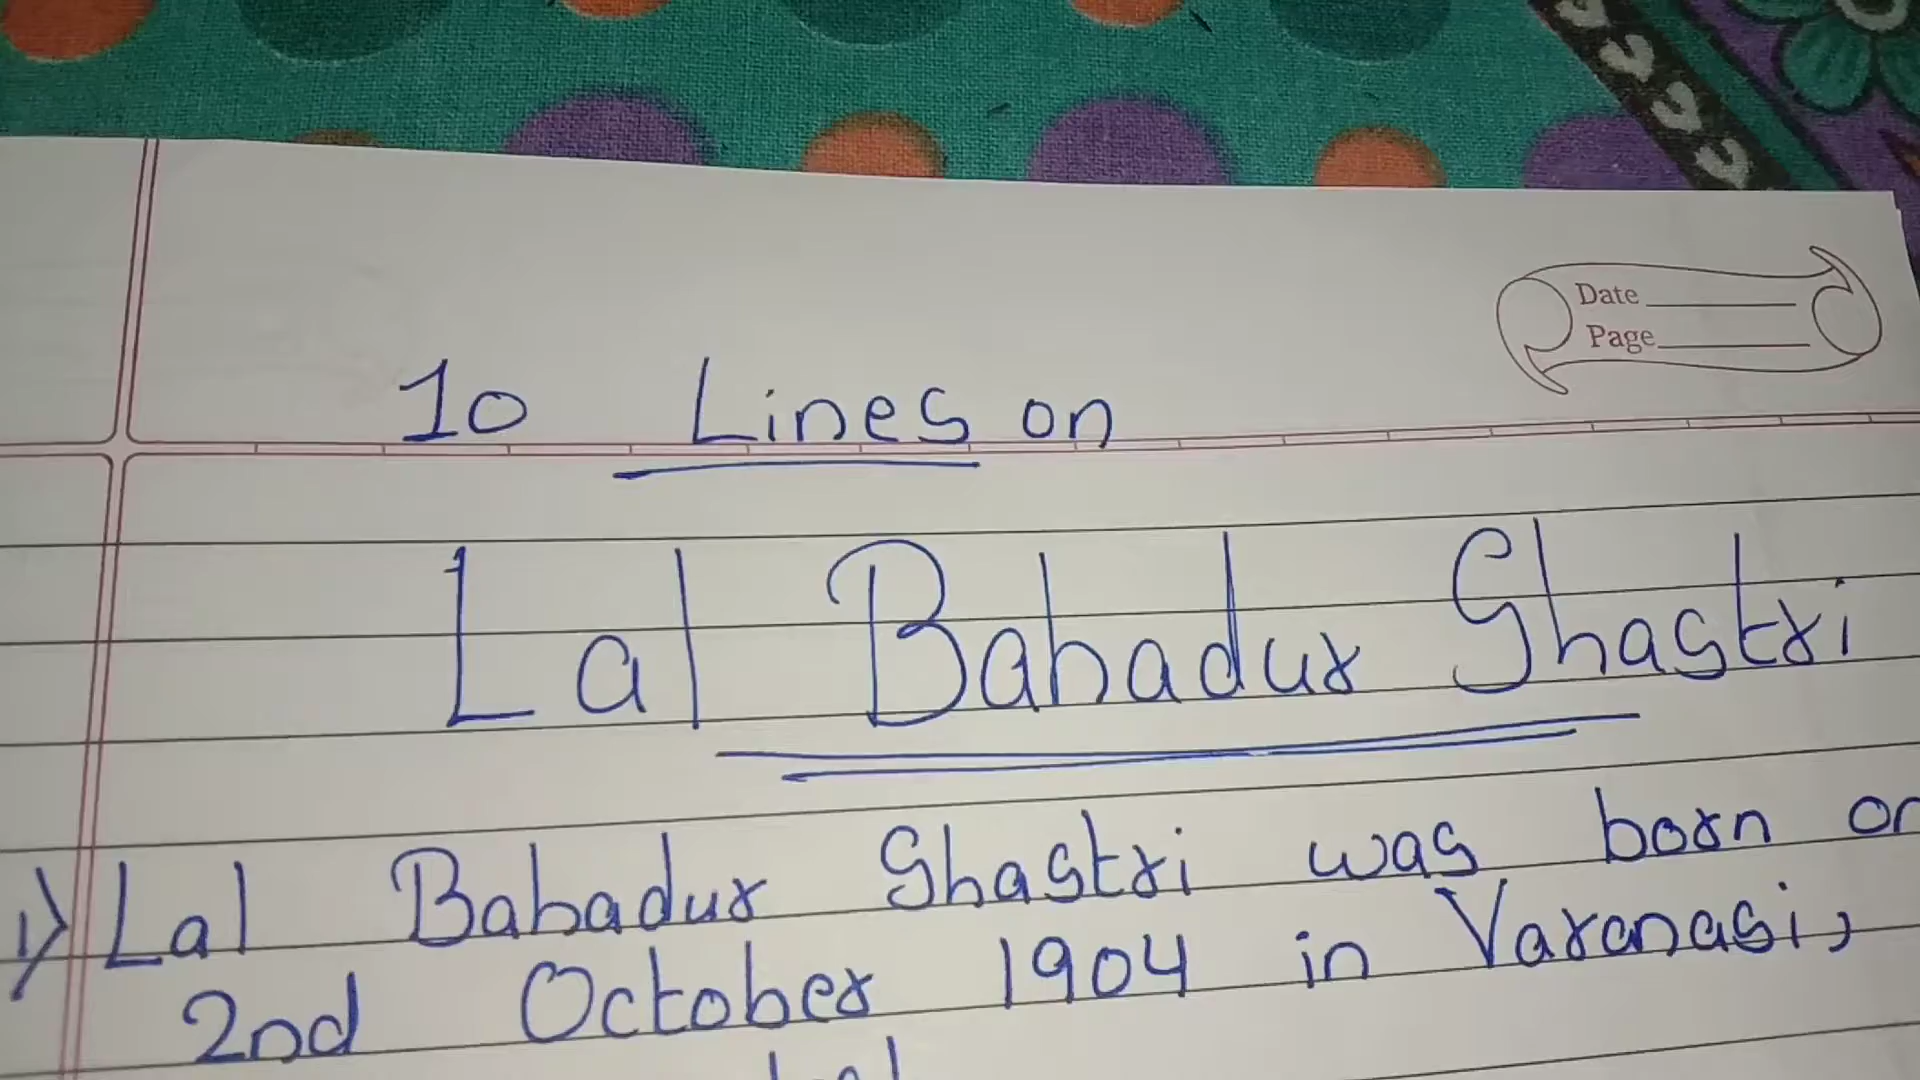 Date
Page
10 Lines on
Lal Bahadur Shastri
1) Lal Bahadur Shastri was born on
2nd October 1904 in Varanasi,